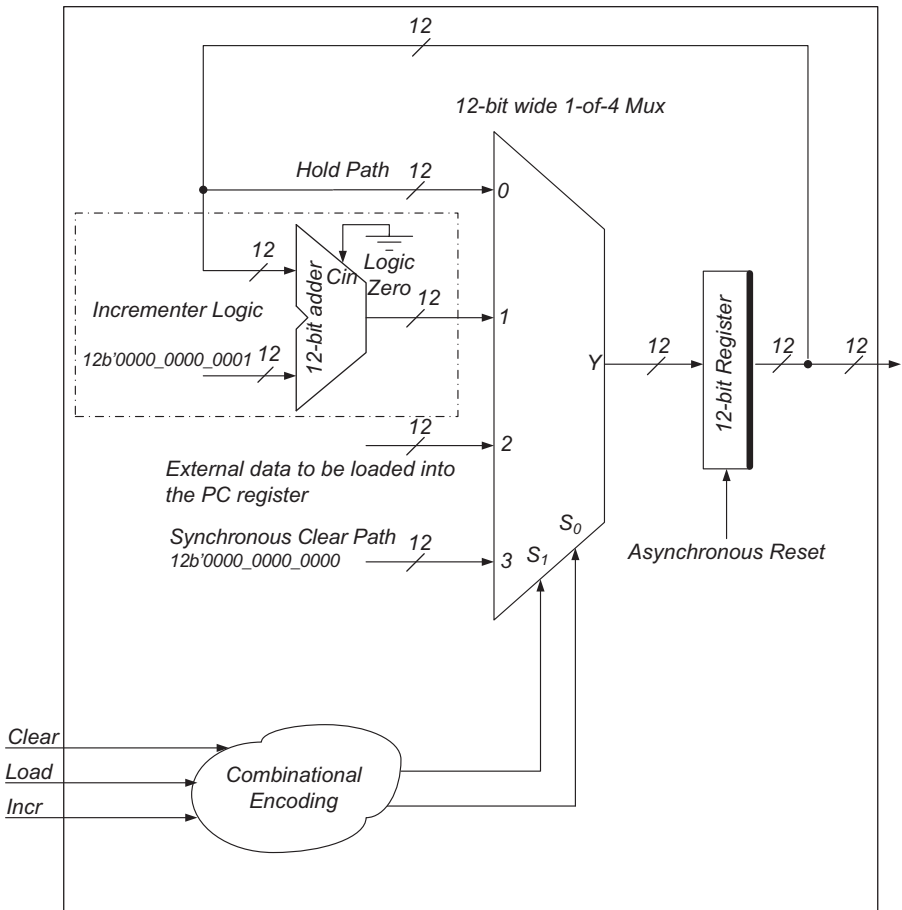 12
12-bit wide 1-of-4 Mux
Hold Path
12
0
12
12-bit adder
Cin
Logic
Zero
12
1
Incrementer Logic
12b'0000_0000_0001
12
Y
12
12-bit Register
12
12
12
2
External data to be loaded into
the PC register
Synchronous Clear Path
12b'0000_0000_0000
12
3
S1
S0
Asynchronous Reset
Clear
Load
Incr
Combinational
Encoding